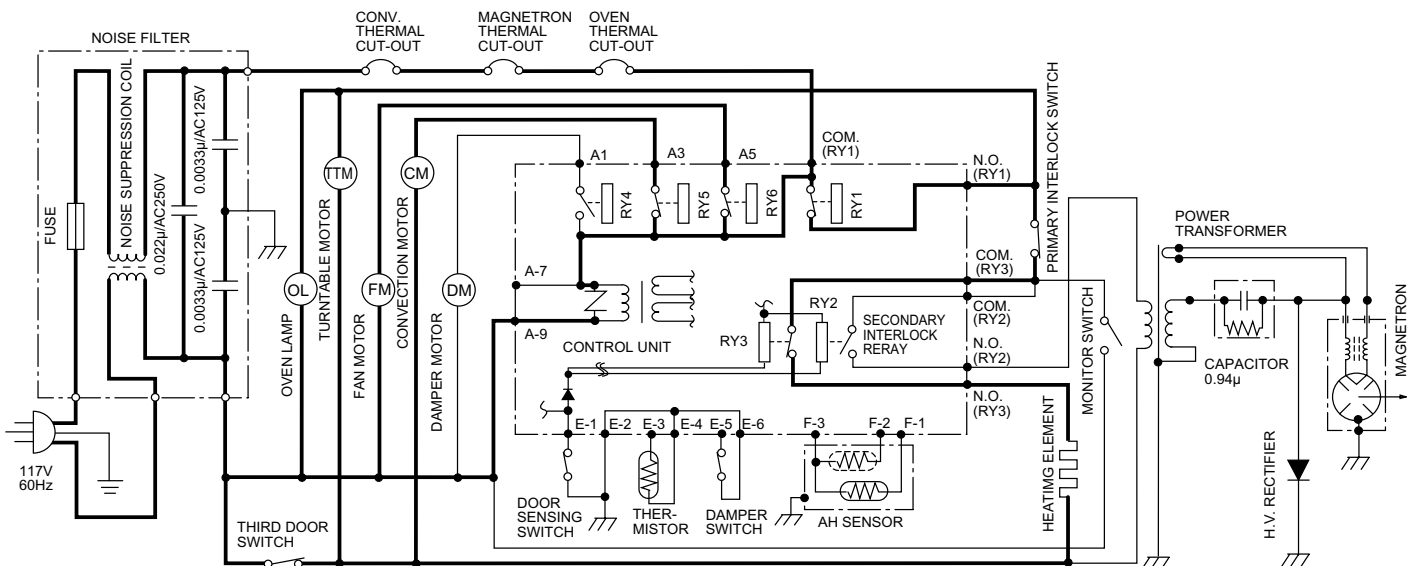 CONV.
THERMAL
CUT-OUT
MAGNETRON
THERMAL
CUT-OUT
OVEN
THERMAL
CUT-OUT
NOISE FILTER
FUSE
NOISE SUPPRESSION COIL
0.022µ/AC250V
0.0033µ/AC125V
0.0033µ/AC125V
117V
60Hz
OL
OVEN LAMP
TTM
TURNTABLE MOTOR
FM
FAN MOTOR
CM
CONVECTION MOTOR
DM
DAMPER MOTOR
A1
A3
A5
COM.
(RY1)
N.O.
(RY1)
RY4
RY5
RY6
RY1
PRIMARY INTERLOCK SWITCH
A-7
A-9
CONTROL UNIT
COM.
(RY3)
COM.
(RY2)
RY2
RY3
SECONDARY
INTERLOCK
RERAY
N.O.
(RY2)
N.O.
(RY3)
E-1
E-2
E-3
E-4
E-5
E-6
F-3
F-2
F-1
DOOR
SENSING
SWITCH
THER-
MISTOR
DAMPER
SWITCH
AH SENSOR
HEATIMG ELEMENT
MONITOR SWITCH
POWER
TRANSFORMER
CAPACITOR
0.94µ
H.V. RECTIFIER
MAGNETRON
THIRD DOOR
SWITCH